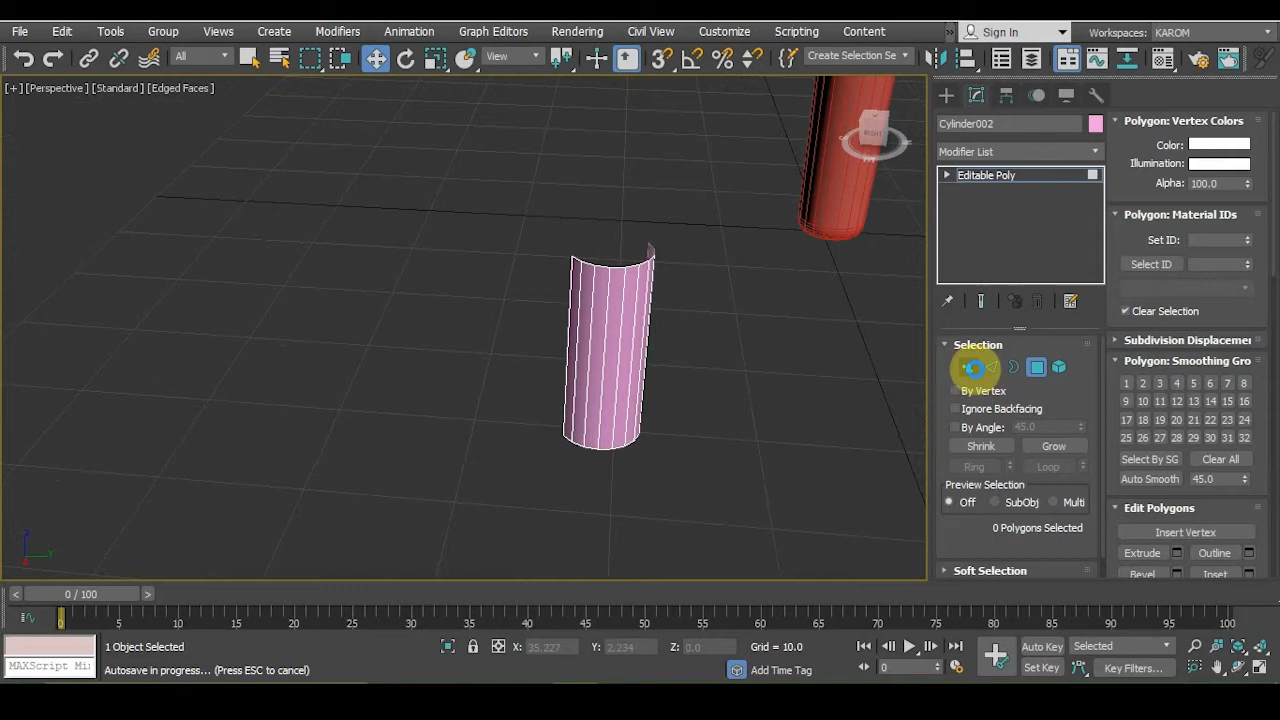 File Edit Tools Group Views Create Modifiers Animation Graph Editors Rendering Civil View Customize Scripting Content Sign In Workspaces: KAROM
All View Create Selection Se
[+] [Perspective] [Standard] [Edged Faces]
RIGHT
Cylinder002
Modifier List
Editable Poly
Selection
By Vertex
Ignore Backfacing
By Angle: 45.0
Shrink Grow
Ring Loop
Preview Selection
Off SubObj Multi
0 Polygons Selected
Soft Selection
Polygon: Vertex Colors
Color:
Illumination:
Alpha: 100.0
Polygon: Material IDs
Set ID:
Select ID
Clear Selection
Subdivision Displaceme
Polygon: Smoothing Gro
1 2 3 4 5 6 7 8
9 10 11 12 13 14 15 16
17 18 19 20 21 22 23 24
25 26 27 28 29 30 31 32
Select By SG Clear All
Auto Smooth 45.0
Edit Polygons
Insert Vertex
Extrude Outline
Bevel Inset
z
y
< 0 / 100 >
0 5 10 15 20 25 30 35 40 45 50 55 60 65 70 75 80 85 90 95 100
1 Object Selected X: 35.227 Y: 2.234 Z: 0.0 Grid = 10.0 Auto Key Selected
MAXScript Mi Autosave in progress... (Press ESC to cancel) Add Time Tag 0 Set Key Key Filters...